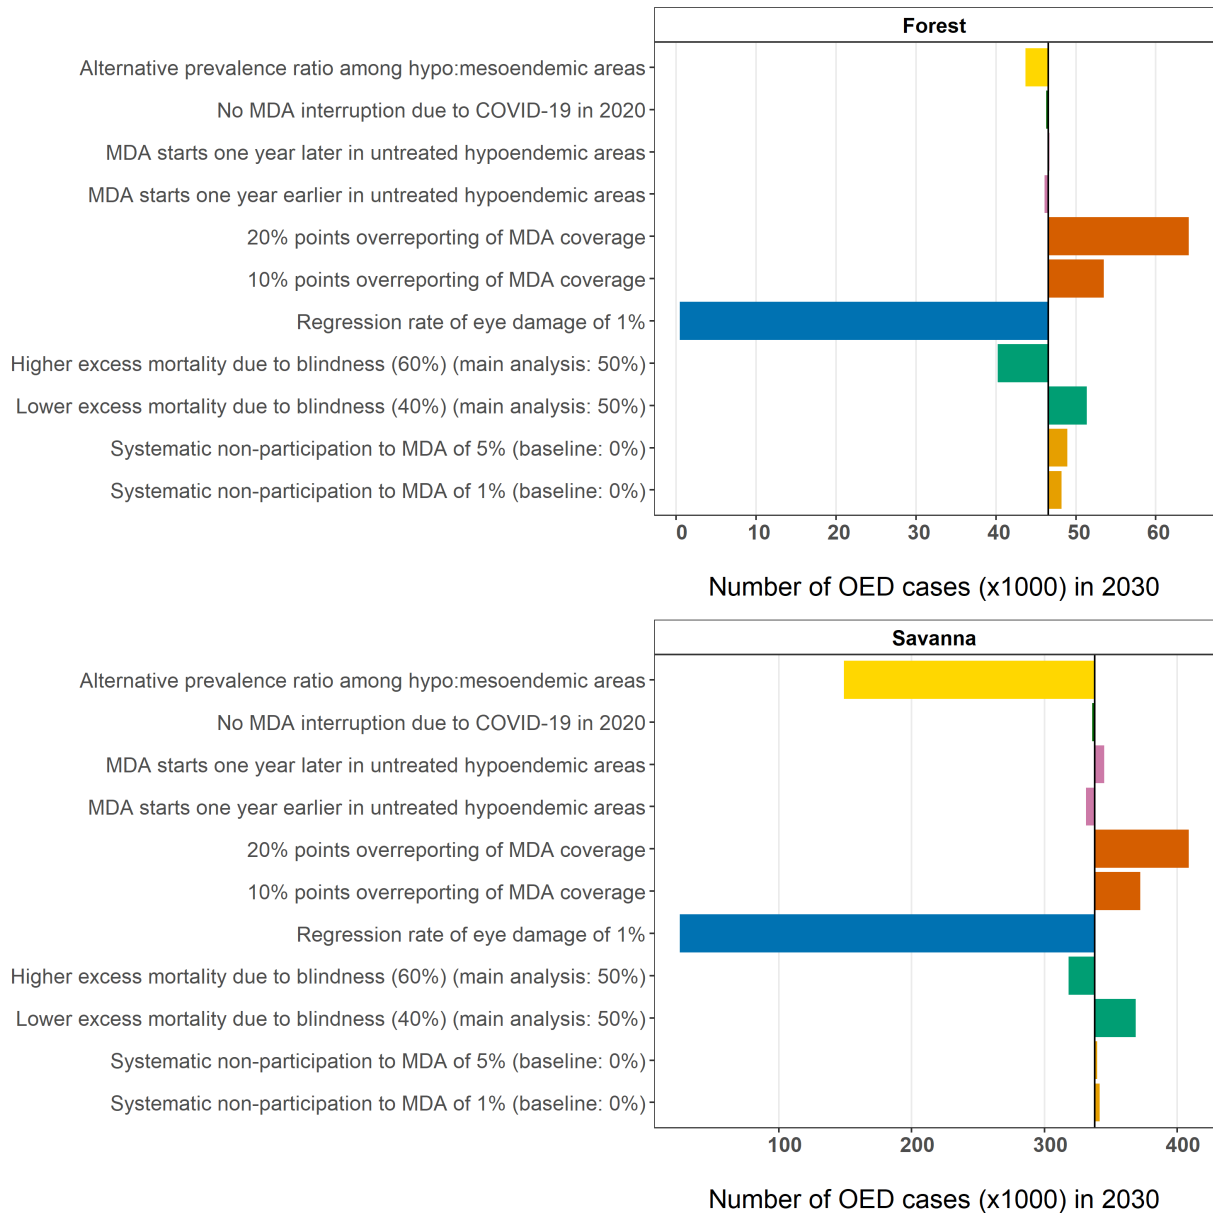 Forest
Alternative prevalence ratio among hypo:mesoendemic areas
No MDA interruption due to COVID-19 in 2020
MDA starts one year later in untreated hypoendemic areas
MDA starts one year earlier in untreated hypoendemic areas
20% points overreporting of MDA coverage
10% points overreporting of MDA coverage
Regression rate of eye damage of 1%
Higher excess mortality due to blindness (60%) (main analysis: 50%)
Lower excess mortality due to blindness (40%) (main analysis: 50%)
Systematic non-participation to MDA of 5% (baseline: 0%)
Systematic non-participation to MDA of 1% (baseline: 0%)
0 10 20 30 40 50 60
Number of OED cases (x1000) in 2030
Savanna
Alternative prevalence ratio among hypo:mesoendemic areas
No MDA interruption due to COVID-19 in 2020
MDA starts one year later in untreated hypoendemic areas
MDA starts one year earlier in untreated hypoendemic areas
20% points overreporting of MDA coverage
10% points overreporting of MDA coverage
Regression rate of eye damage of 1%
Higher excess mortality due to blindness (60%) (main analysis: 50%)
Lower excess mortality due to blindness (40%) (main analysis: 50%)
Systematic non-participation to MDA of 5% (baseline: 0%)
Systematic non-participation to MDA of 1% (baseline: 0%)
100 200 300 400
Number of OED cases (x1000) in 2030